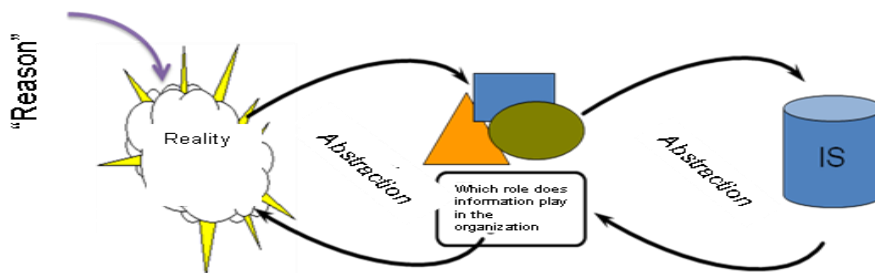 “Reason”
Reality
Abstraction
Which role does
information play
in the
organization
Abstraction
IS